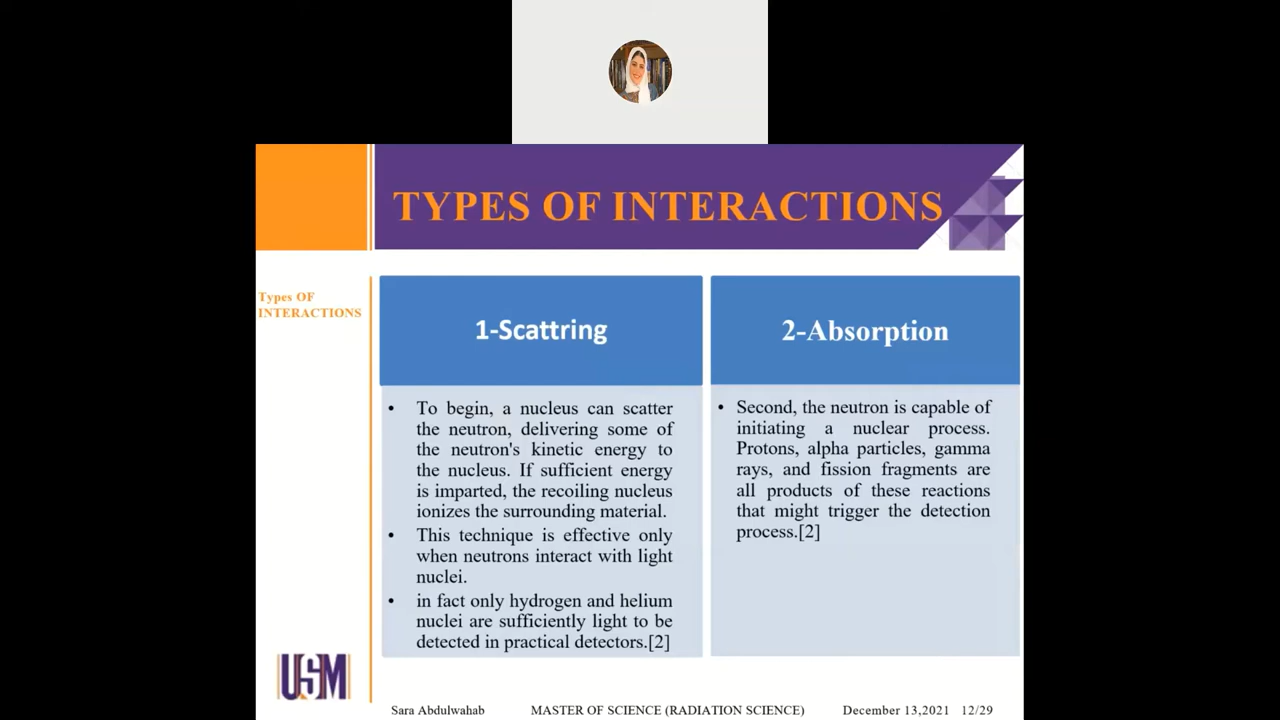 TYPES OF INTERACTIONS
Types OF
INTERACTIONS
1-Scattring
To begin, a nucleus can scatter
the neutron, delivering some of
the neutron's kinetic energy to
the nucleus. If sufficient energy
is imparted, the recoiling nucleus
ionizes the surrounding material.
This technique is effective only
when neutrons interact with light
nuclei.
in fact only hydrogen and helium
nuclei are sufficiently light to be
detected in practical detectors.[2]
2-Absorption
Second, the neutron is capable of
initiating a nuclear process.
Protons, alpha particles, gamma
rays, and fission fragments are
all products of these reactions
that might trigger the detection
process.[2]
USM
Sara Abdulwahab MASTER OF SCIENCE (RADIATION SCIENCE) December 13,2021 12/29